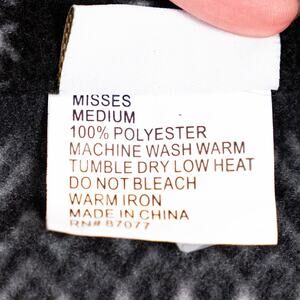 MISSES
MEDIUM
100% POLYESTER
MACHINE WASH WARM
TUMBLE DRY LOW HEAT
DO NOT BLEACH
WARM IRON
MADE IN CHINA
RN# 87077